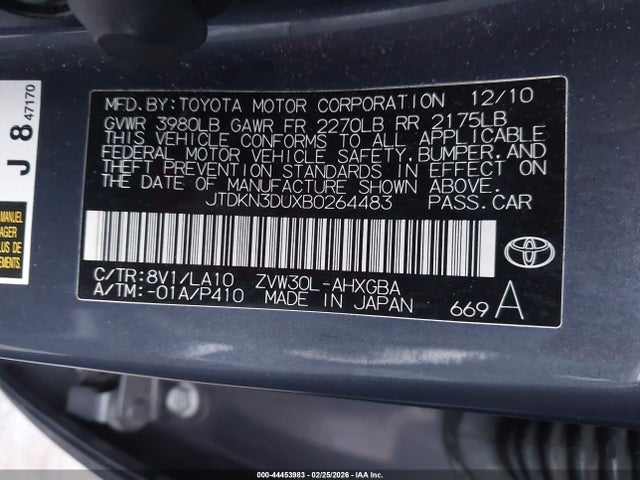 MFD.BY:TOYOTA MOTOR CORPORATION 12/10
GVWR 3980LB GAWR FR 2270LB RR 2175LB
THIS VEHICLE CONFORMS TO ALL APPLICABLE
FEDERAL MOTOR VEHICLE SAFETY,BUMPER,AND
THEFT PREVENTION STANDARDS IN EFFECT ON
THE DATE OF MANUFACTURE SHOWN ABOVE.
JTDKN3DUXB0264483 PASS.CAR
C/TR:8V1/LA10 ZVW30L-AHXGBA
A/TM:-01A/P410 MADE IN JAPAN
669 A
TOYOTA
J 8 47170
MANUEL
EMENTS
000-44453983 - 02/25/2026 - IAA Inc.